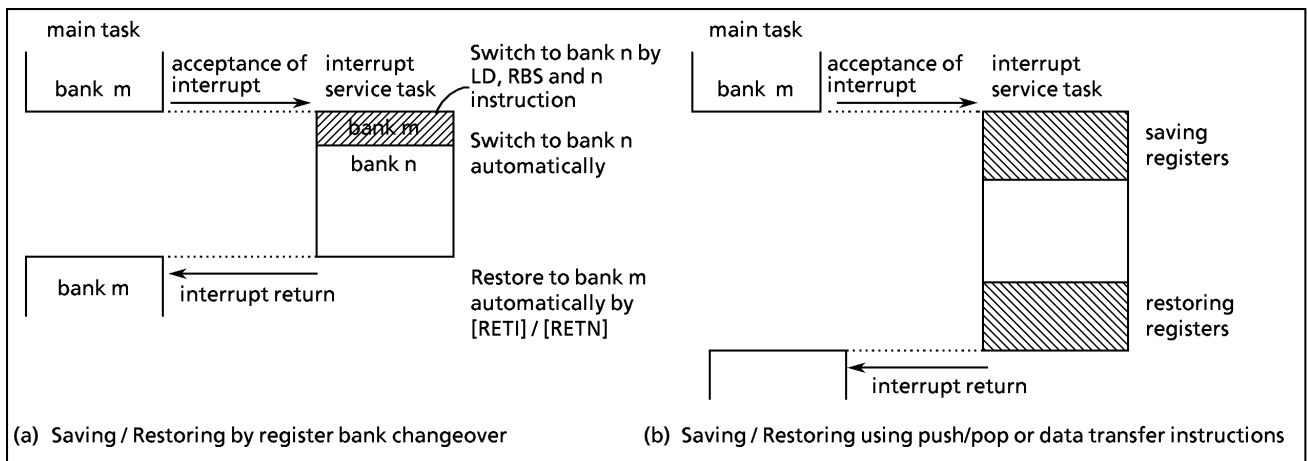 main task
bank m
acceptance of
interrupt
interrupt
service task
Switch to bank n by
LD, RBS and n
instruction
bank m
bank n
Switch to bank n
automatically
bank m
interrupt return
Restore to bank m
automatically by
[RETI] / [RETN]
(a) Saving / Restoring by register bank changeover
main task
bank m
acceptance of
interrupt
interrupt
service task
saving
registers
restoring
registers
interrupt return
(b) Saving / Restoring using push/pop or data transfer instructions